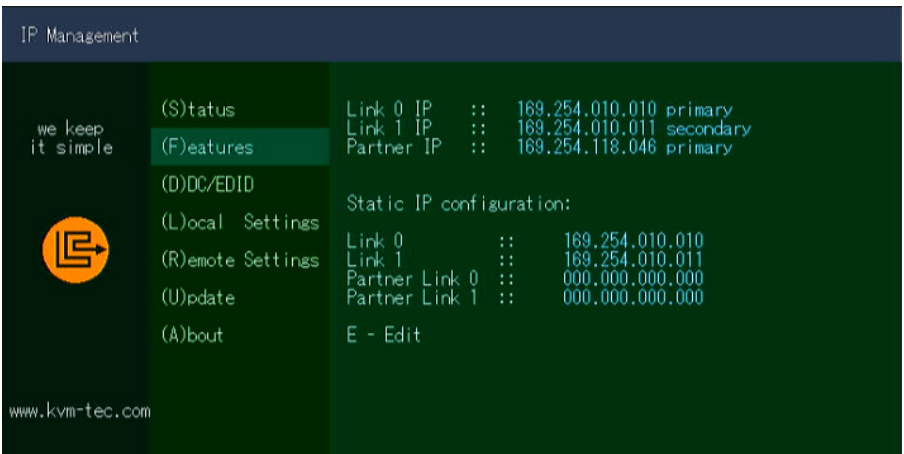 IP Management
we keep
it simple
www.kvm-tec.com
(S)tatus
(F)eatures
(D)DC/EDID
(L)ocal Settings
(R)emote Settings
(U)pdate
(A)bout
Link 0 IP :: 169.254.010.010 primary
Link 1 IP :: 169.254.010.011 secondary
Partner IP :: 169.254.118.046 primary
Static IP configuration:
Link 0 :: 169.254.010.010
Link 1 :: 169.254.010.011
Partner Link 0 :: 000.000.000.000
Partner Link 1 :: 000.000.000.000
E - Edit